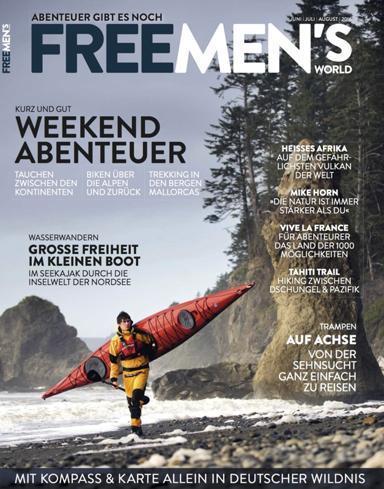 ABENTEUER GIBT ES NOCH
JUNI | JULI | AUGUST |
FREEMEN'S
FREEMEN'S
WORLD
KURZ UND GUT
WEEKEND
ABENTEUER
TAUCHEN
ZWISCHEN DEN
KONTINENTEN
BIKEN ÜBER
DIE ALPEN
UND ZURÜCK
TREKKING IN
DEN BERGEN
MALLORCAS
HEISSES AFRIKA
AUF DEM GEFÄHR-
LICHSTEN VULKAN
DER WELT
MIKE HORN
»DIE NATUR IST IMMER
STÄRKER ALS DU«
VIVE LA FRANCE
FÜR ABENTEURER
DAS LAND DER 1000
MÖGLICHKEITEN
TAHITI TRAIL
HIKING ZWISCHEN
DSCHUNGEL & PAZIFIK
WASSERWANDERN
GROSSE FREIHEIT
IM KLEINEN BOOT
IM SEEKAJAK DURCH DIE
INSELWELT DER NORDSEE
TRAMPEN
AUF ACHSE
VON DER
SEHNSUCHT
GANZ EINFACH
ZU REISEN
MIT KOMPASS & KARTE ALLEIN IN DEUTSCHER WILDNIS